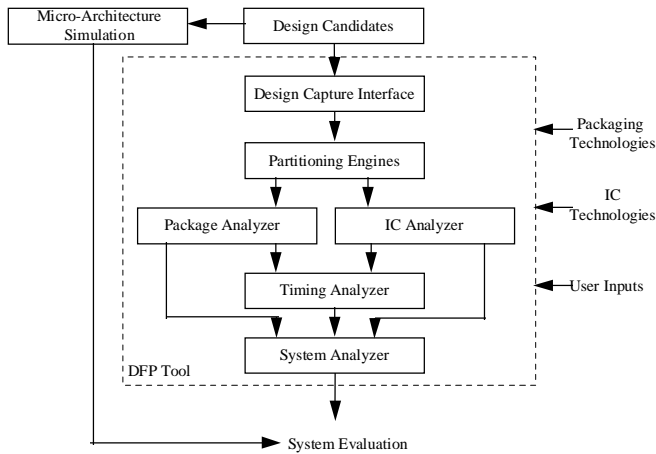 Micro-Architecture
Simulation
Design Candidates
Design Capture Interface
Packaging
Technologies
Partitioning Engines
IC
Technologies
Package Analyzer
IC Analyzer
User Inputs
Timing Analyzer
System Analyzer
DFP Tool
System Evaluation